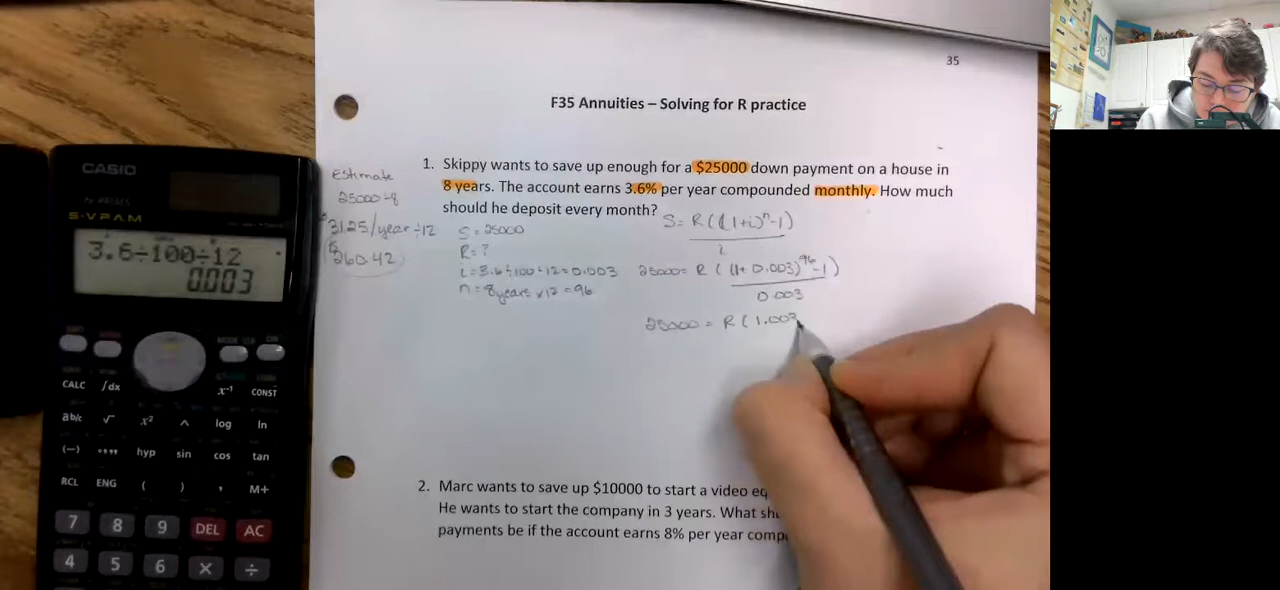 35
F35 Annuities – Solving for R practice
1. Skippy wants to save up enough for a $25000 down payment on a house in
8 years. The account earns 3.6% per year compounded monthly. How much
should he deposit every month?
Estimate
25000÷8
$3125/year÷12
$260.42
S=25000
R=?
i=3.6÷100÷12=0.003
n=8years×12=96
S=R((1+i)^n-1)
i
25000=R((1+0.003)^96-1)
0.003
25000=R(1.003
2. Marc wants to save up $10000 to start a video
He wants to start the company in 3 years. What
payments be if the account earns 8% per year
CASIO
S-V.P.A.M.
3.6÷100÷12
0.003
CALC ∫dx x⁻¹ CONST
ab/c √ x² ^ log ln
(−) °'" hyp sin cos tan
RCL ENG ( ) , M+
7 8 9 DEL AC
4 5 6 × ÷